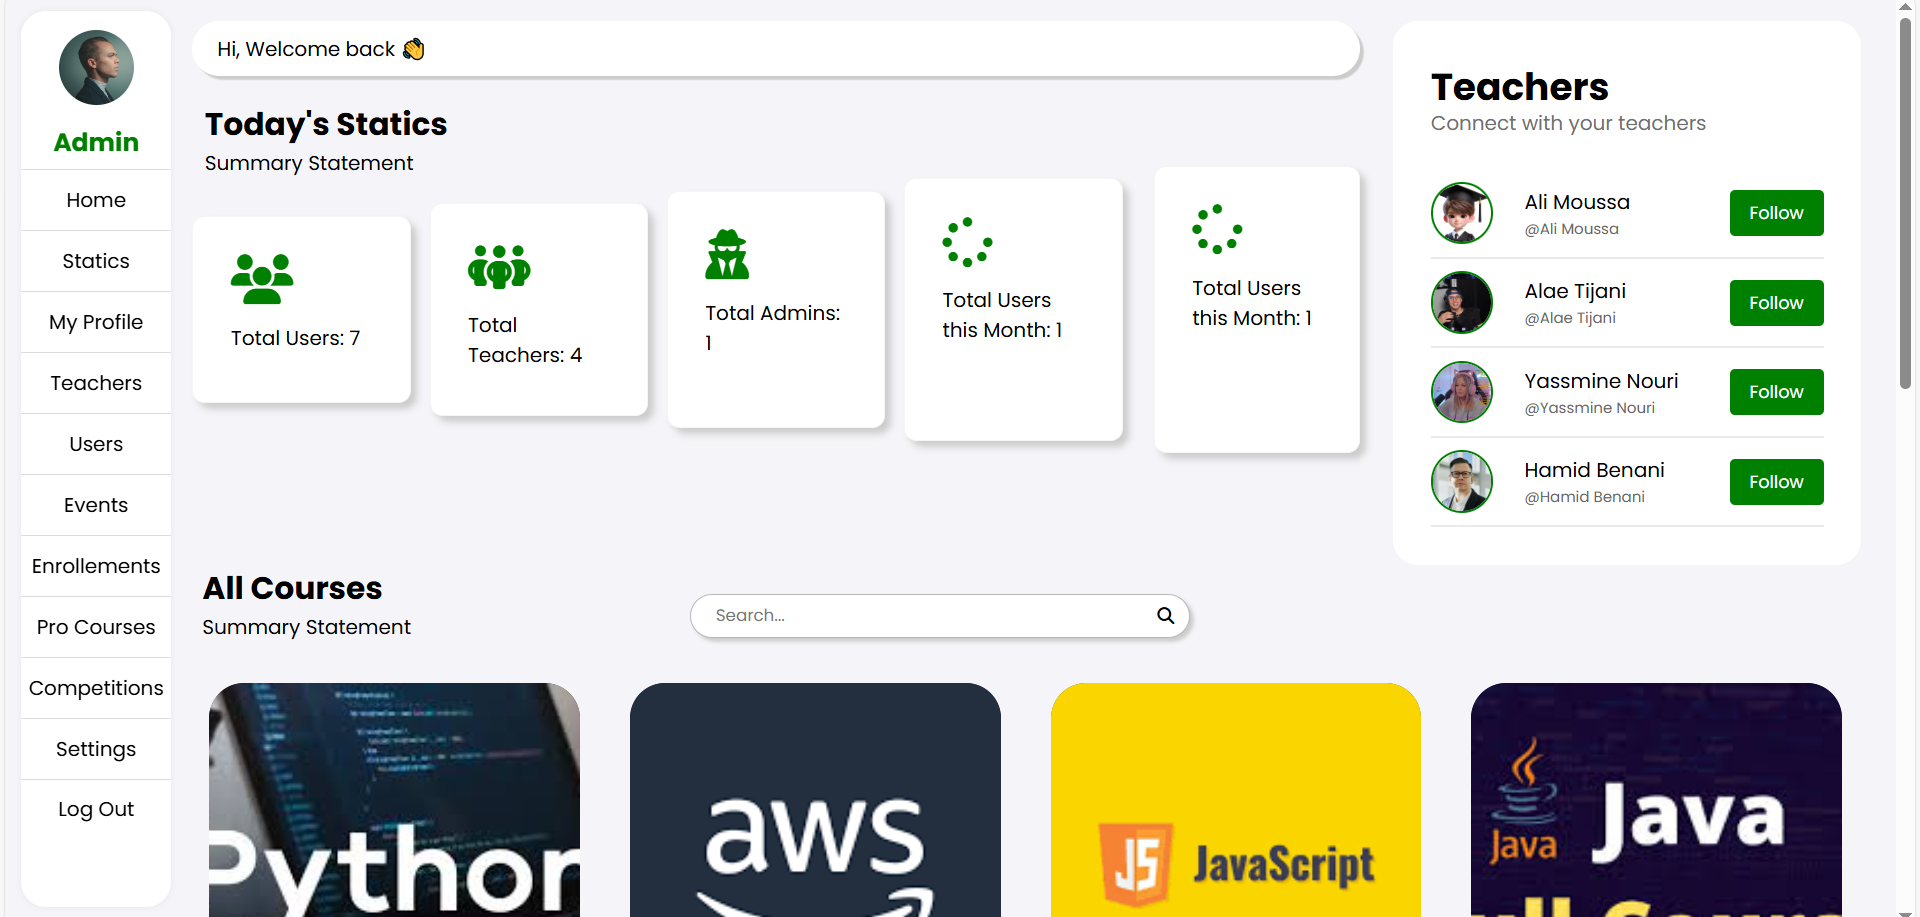 Admin
Home
Statics
My Profile
Teachers
Users
Events
Enrollements
Pro Courses
Competitions
Settings
Log Out
Hi, Welcome back 👋
Today's Statics
Summary Statement
Total Users: 7
Total
Teachers: 4
Total Admins:
1
Total Users
this Month: 1
Total Users
this Month: 1
Teachers
Connect with your teachers
Ali Moussa
@Ali Moussa
Follow
Alae Tijani
@Alae Tijani
Follow
Yassmine Nouri
@Yassmine Nouri
Follow
Hamid Benani
@Hamid Benani
Follow
All Courses
Summary Statement
Search...
Python
aws
JS JavaScript
Java
Java